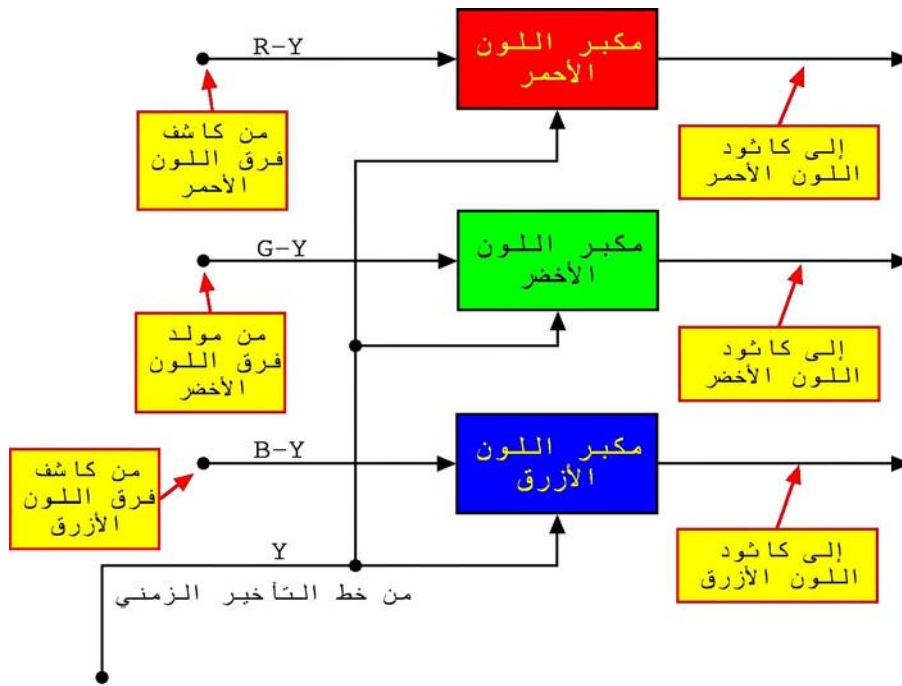 R-Y
مكبر اللون
الأحمر
من كاشف
فرق اللون
الأحمر
إلى كاثود
اللون الأحمر
G-Y
مكبر اللون
الأخضر
من مولد
فرق اللون
الأخضر
إلى كاثود
اللون الأخضر
B-Y
مكبر اللون
الأزرق
من كاشف
فرق اللون
الأزرق
إلى كاثود
اللون الأزرق
Y
من خط التأخير الزمني